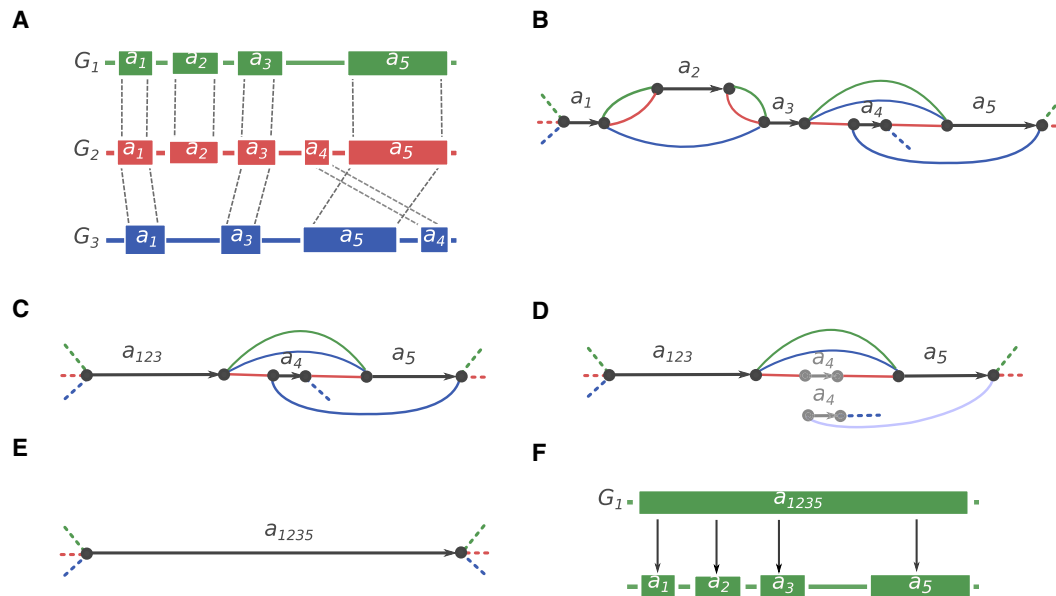 A
G1 a1 a2 a3 a5
G2 a1 a2 a3 a4 a5
G3 a1 a3 a5 a4
B
a1 a2 a3 a4 a5
C
a123 a4 a5
D
a123 a4 a5
a4
E
a1235
F
G1 a1235
a1 a2 a3 a5